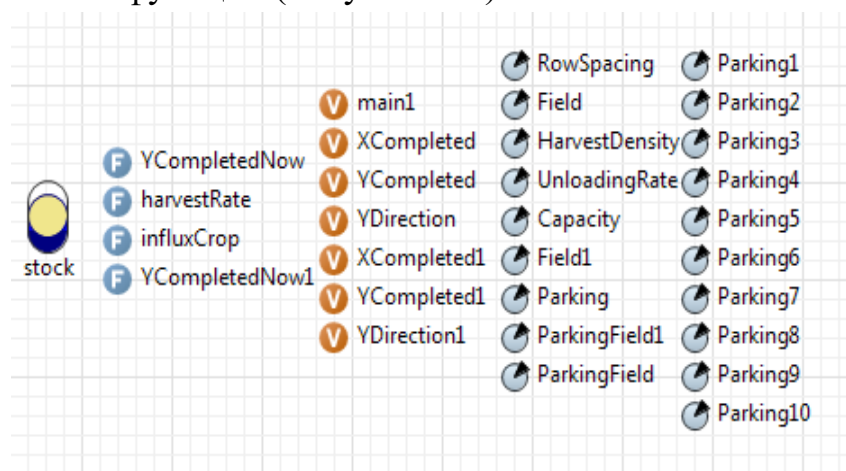 RowSpacing Parking1
main1 Field Parking2
XCompleted HarvestDensity Parking3
YCompletedNow YCompleted UnloadingRate Parking4
harvestRate YDirection Capacity Parking5
influxCrop XCompleted1 Field1 Parking6
stock YCompletedNow1 YCompleted1 Parking Parking7
YDirection1 ParkingField1 Parking8
ParkingField Parking9
Parking10